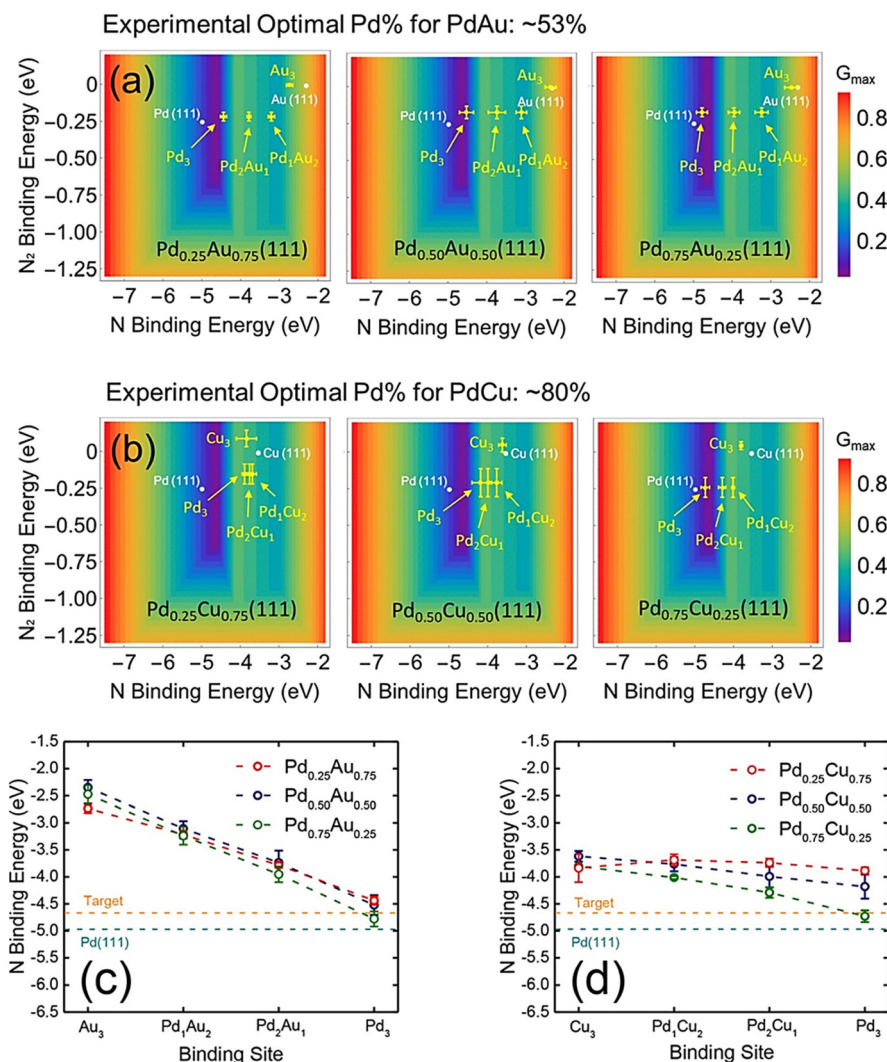 Experimental Optimal Pd% for PdAu: ~53%
(a)
N₂ Binding Energy (eV)
0
−0.25
−0.50
−0.75
−1.00
−1.25
Au₃
Pd (111)
Au (111)
Pd₃
Pd₂Au₁
Pd₁Au₂
Pd₀.₂₅Au₀.₇₅(111)
−7 −6 −5 −4 −3 −2
N Binding Energy (eV)
Au₃
Pd (111)
Au (111)
Pd₃
Pd₂Au₁
Pd₁Au₂
Pd₀.₅₀Au₀.₅₀(111)
−7 −6 −5 −4 −3 −2
N Binding Energy (eV)
Au₃
Pd (111)
Au (111)
Pd₃
Pd₂Au₁
Pd₁Au₂
Pd₀.₇₅Au₀.₂₅(111)
−7 −6 −5 −4 −3 −2
N Binding Energy (eV)
Gmax
0.8
0.6
0.4
0.2
Experimental Optimal Pd% for PdCu: ~80%
(b)
N₂ Binding Energy (eV)
0
−0.25
−0.50
−0.75
−1.00
−1.25
Cu₃
Cu (111)
Pd (111)
Pd₃
Pd₁Cu₂
Pd₂Cu₁
Pd₀.₂₅Cu₀.₇₅(111)
−7 −6 −5 −4 −3 −2
N Binding Energy (eV)
Cu₃
Cu (111)
Pd (111)
Pd₃
Pd₁Cu₂
Pd₂Cu₁
Pd₀.₅₀Cu₀.₅₀(111)
−7 −6 −5 −4 −3 −2
N Binding Energy (eV)
Cu₃
Cu (111)
Pd (111)
Pd₃
Pd₁Cu₂
Pd₂Cu₁
Pd₀.₇₅Cu₀.₂₅(111)
−7 −6 −5 −4 −3 −2
N Binding Energy (eV)
Gmax
0.8
0.6
0.4
0.2
N Binding Energy (eV)
-1.5
-2.0
-2.5
-3.0
-3.5
-4.0
-4.5
-5.0
-5.5
-6.0
-6.5
Pd₀.₂₅Au₀.₇₅
Pd₀.₅₀Au₀.₅₀
Pd₀.₇₅Au₀.₂₅
Target
Pd(111)
(c)
Au₃ Pd₁Au₂ Pd₂Au₁ Pd₃
Binding Site
N Binding Energy (eV)
-1.5
-2.0
-2.5
-3.0
-3.5
-4.0
-4.5
-5.0
-5.5
-6.0
-6.5
Pd₀.₂₅Cu₀.₇₅
Pd₀.₅₀Cu₀.₅₀
Pd₀.₇₅Cu₀.₂₅
Target
Pd(111)
(d)
Cu₃ Pd₁Cu₂ Pd₂Cu₁ Pd₃
Binding Site